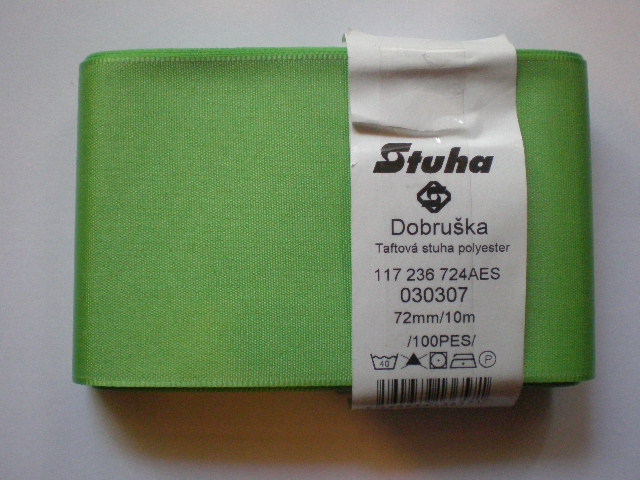 Stuha
Dobruška
Taftová stuha polyester
117 236 724AES
030307
72mm/10m
/100PES/
40 P